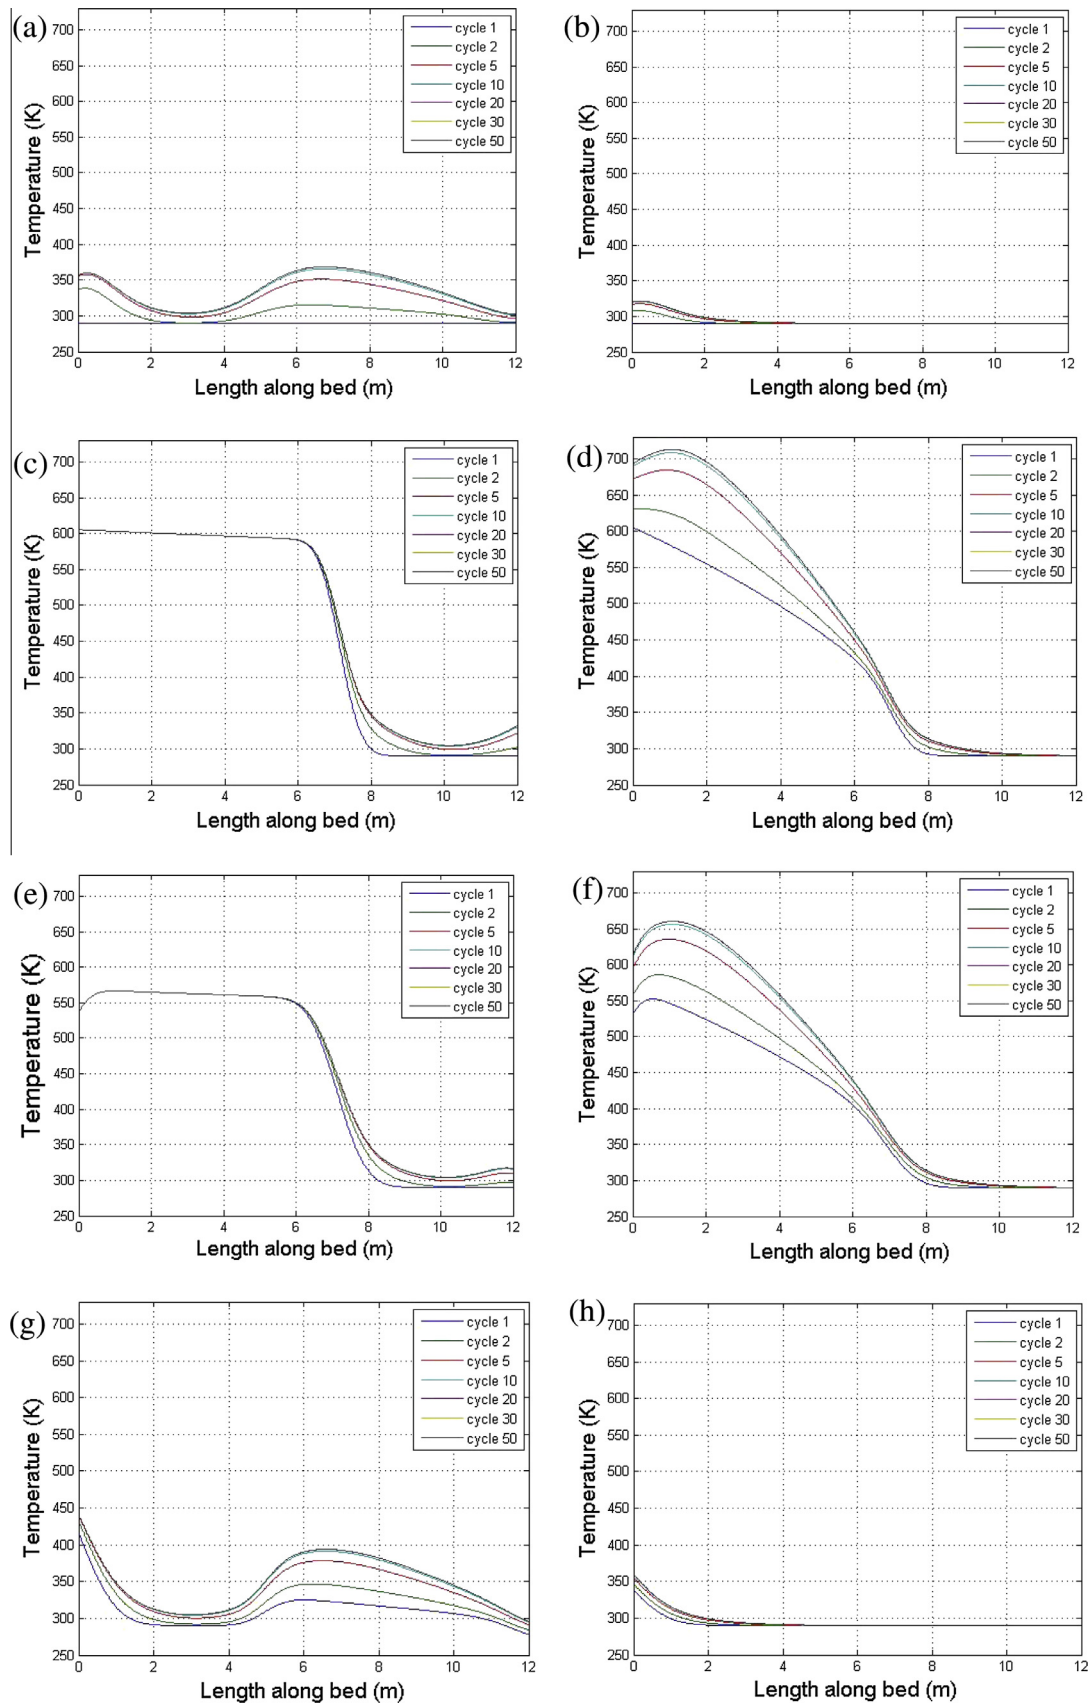 (a)
Temperature (K)
700
650
600
550
500
450
400
350
300
250
0 2 4 6 8 10 12
Length along bed (m)
cycle 1
cycle 2
cycle 5
cycle 10
cycle 20
cycle 30
cycle 50
(b)
Temperature (K)
700
650
600
550
500
450
400
350
300
250
0 2 4 6 8 10 12
Length along bed (m)
cycle 1
cycle 2
cycle 5
cycle 10
cycle 20
cycle 30
cycle 50
(c)
Temperature (K)
700
650
600
550
500
450
400
350
300
250
0 2 4 6 8 10 12
Length along bed (m)
cycle 1
cycle 2
cycle 5
cycle 10
cycle 20
cycle 30
cycle 50
(d)
Temperature (K)
700
650
600
550
500
450
400
350
300
250
0 2 4 6 8 10 12
Length along bed (m)
cycle 1
cycle 2
cycle 5
cycle 10
cycle 20
cycle 30
cycle 50
(e)
Temperature (K)
700
650
600
550
500
450
400
350
300
250
0 2 4 6 8 10 12
Length along bed (m)
cycle 1
cycle 2
cycle 5
cycle 10
cycle 20
cycle 30
cycle 50
(f)
Temperature (K)
700
650
600
550
500
450
400
350
300
250
0 2 4 6 8 10 12
Length along bed (m)
cycle 1
cycle 2
cycle 5
cycle 10
cycle 20
cycle 30
cycle 50
(g)
Temperature (K)
700
650
600
550
500
450
400
350
300
250
0 2 4 6 8 10 12
Length along bed (m)
cycle 1
cycle 2
cycle 5
cycle 10
cycle 20
cycle 30
cycle 50
(h)
Temperature (K)
700
650
600
550
500
450
400
350
300
250
0 2 4 6 8 10 12
Length along bed (m)
cycle 1
cycle 2
cycle 5
cycle 10
cycle 20
cycle 30
cycle 50